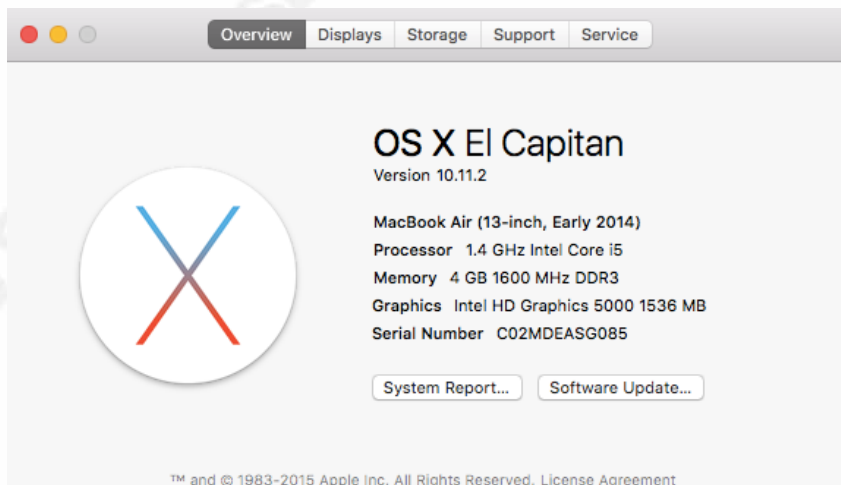 Overview Displays Storage Support Service
OS X El Capitan
Version 10.11.2
MacBook Air (13-inch, Early 2014)
Processor 1.4 GHz Intel Core i5
Memory 4 GB 1600 MHz DDR3
Graphics Intel HD Graphics 5000 1536 MB
Serial Number C02MDEASG085
System Report... Software Update...
™ and © 1983-2015 Apple Inc. All Rights Reserved. License Agreement